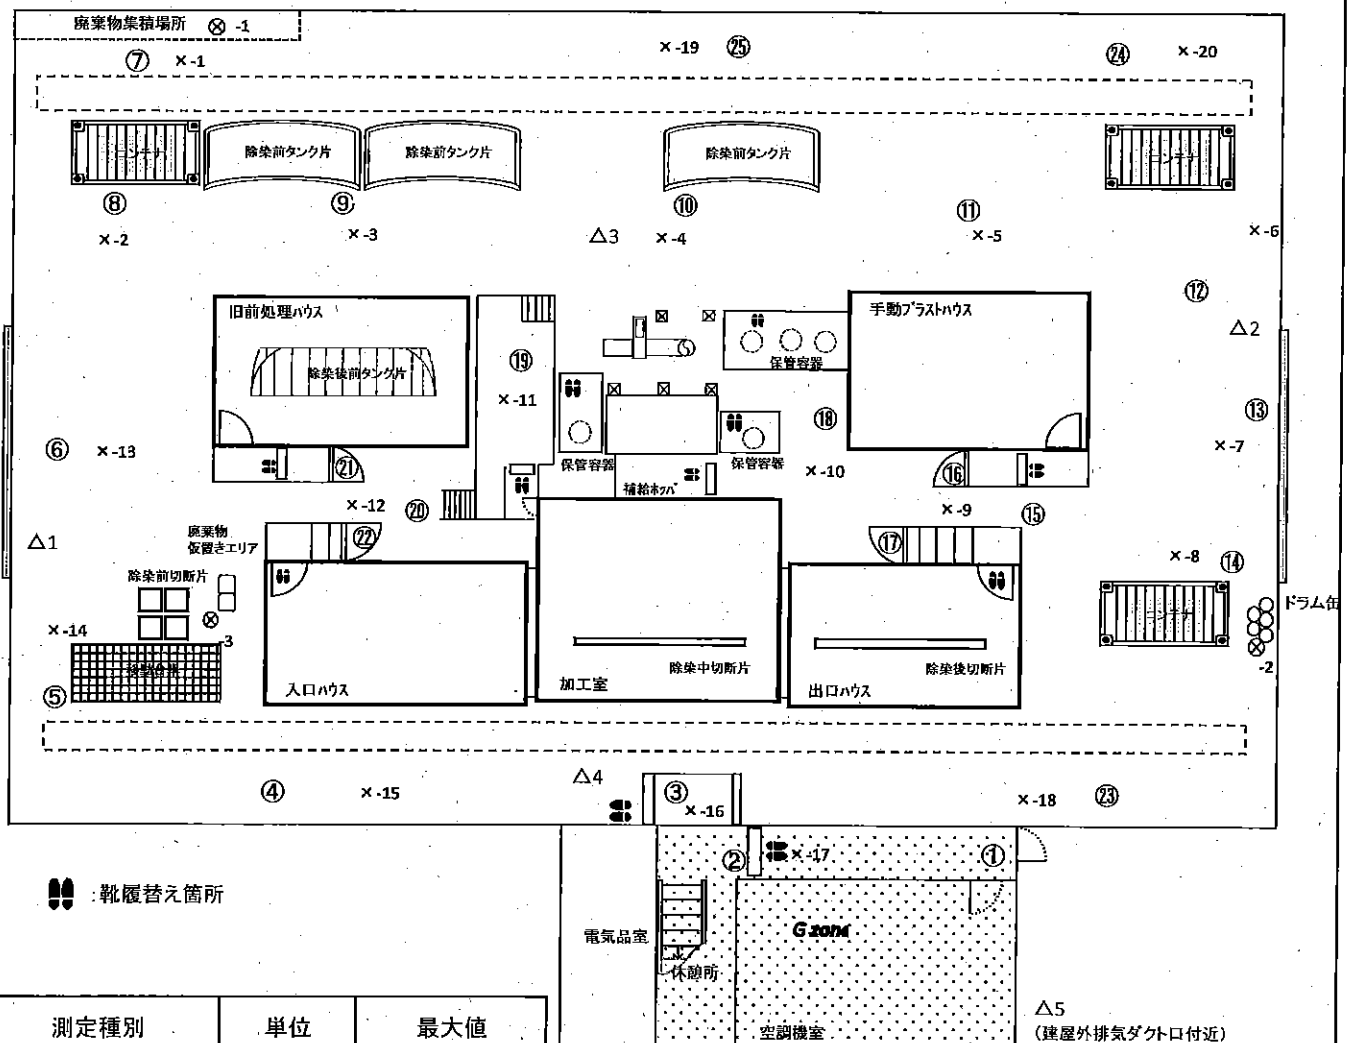 廃棄物集積場所 ⊗ -1
⑦ ×-1
×-19 ㉕
㉔ ×-20
コンテナ
除染前タンク片
除染前タンク片
除染前タンク片
コンテナ
⑧
⑨
⑩
⑪
×-2
×-3
△3
×-4
×-5
×-6
⑫
△2
旧前処理ハウス
手動ブラストハウス
除染後前タンク片
⑲
保管容器
×-11
⑱
⑬
⑥ ×-13
×-7
㉑
保管容器
保管容器
×-10
⑯
補給ホッパ
×-12
⑳
×-9
⑮
△1
廃棄物
仮置きエリア
㉒
⑰
×-8 ⑭
除染前切断片
コンテナ
ドラム缶
×-14
-3
-2
⑤
除染中切断片
除染後切断片
入口ハウス
加工室
出口ハウス
④
×-15
△4
③
×-16
×-18 ㉓
②
×-17
①
:靴履替え箇所
電気品室
G zone
休憩所
測定種別 単位 最大値
空調機室
△5
(建屋外排気ダクト口付近)